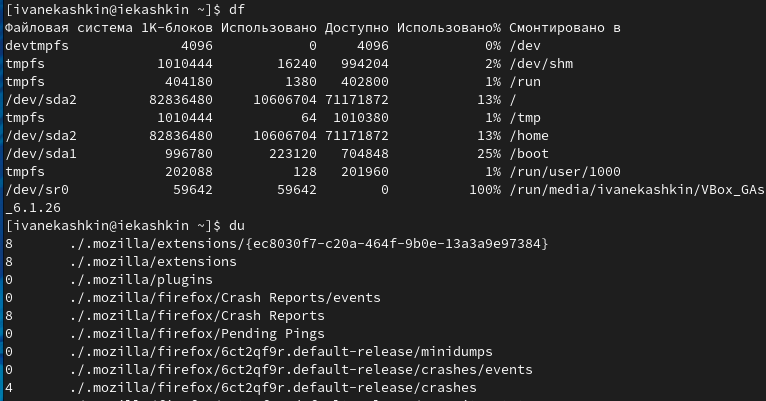 [ivanekashkin@iekashkin ~]$ df
Файловая система 1K-блоков Использовано Доступно Использовано% Смонтировано в
devtmpfs 4096 0 4096 0% /dev
tmpfs 1010444 16240 994204 2% /dev/shm
tmpfs 404180 1380 402800 1% /run
/dev/sda2 82836480 10606704 71171872 13% /
tmpfs 1010444 64 1010380 1% /tmp
/dev/sda2 82836480 10606704 71171872 13% /home
/dev/sda1 996780 223120 704848 25% /boot
tmpfs 202088 128 201960 1% /run/user/1000
/dev/sr0 59642 59642 0 100% /run/media/ivanekashkin/VBox_GAs
_6.1.26
[ivanekashkin@iekashkin ~]$ du
8 ./.mozilla/extensions/{ec8030f7-c20a-464f-9b0e-13a3a9e97384}
8 ./.mozilla/extensions
0 ./.mozilla/plugins
0 ./.mozilla/firefox/Crash Reports/events
8 ./.mozilla/firefox/Crash Reports
0 ./.mozilla/firefox/Pending Pings
0 ./.mozilla/firefox/6ct2qf9r.default-release/minidumps
0 ./.mozilla/firefox/6ct2qf9r.default-release/crashes/events
4 ./.mozilla/firefox/6ct2qf9r.default-release/crashes